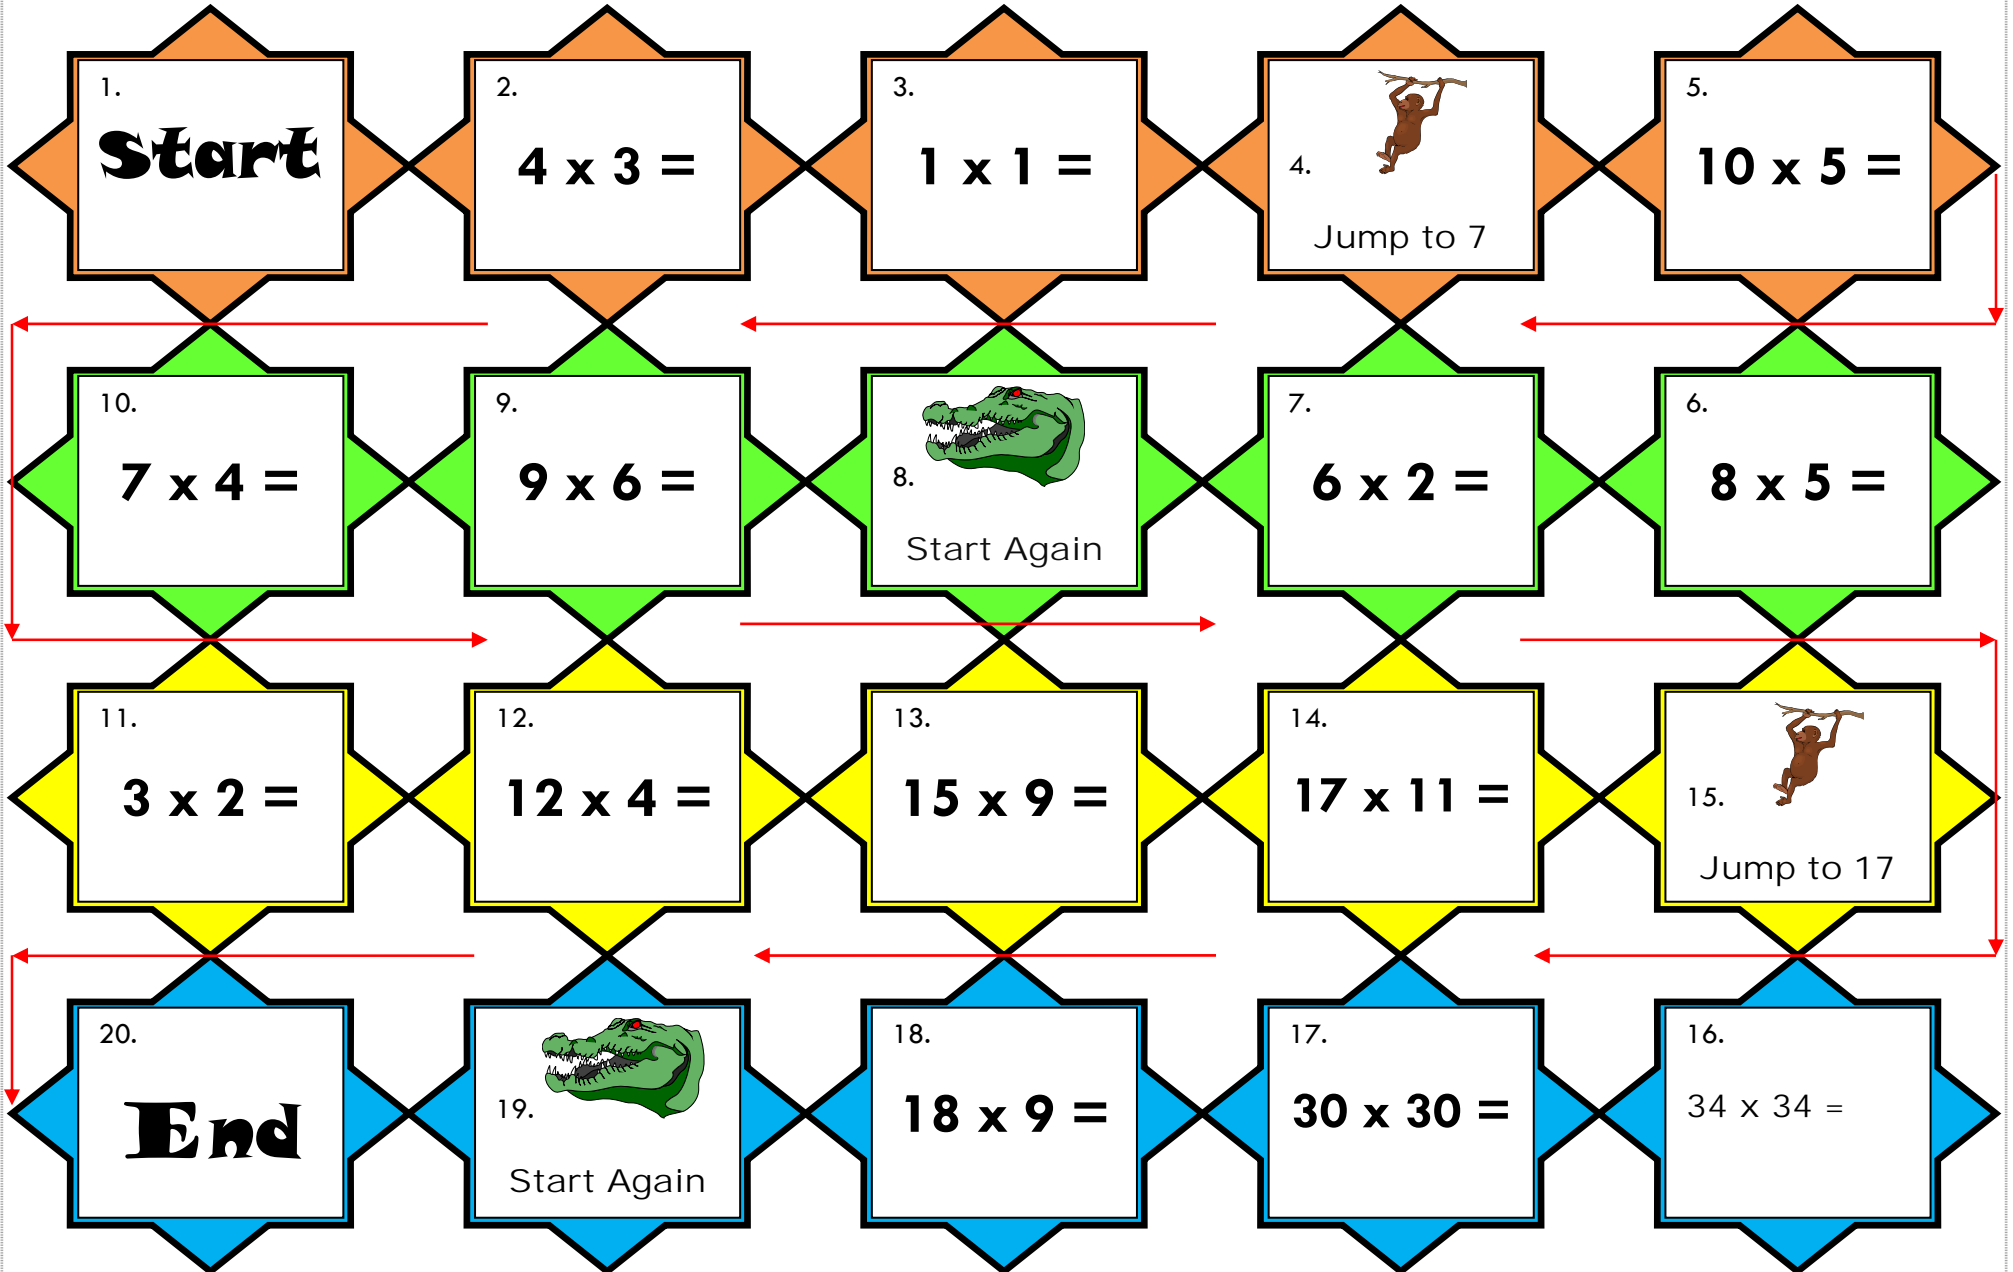 1.
Start
2.
4 x 3 =
3.
1 x 1 =
4.
Jump to 7
5.
10 x 5 =
10.
7 x 4 =
9.
9 x 6 =
8.
Start Again
7.
6 x 2 =
6.
8 x 5 =
11.
3 x 2 =
12.
12 x 4 =
13.
15 x 9 =
14.
17 x 11 =
15.
Jump to 17
20.
End
19.
Start Again
18.
18 x 9 =
17.
30 x 30 =
16.
34 x 34 =